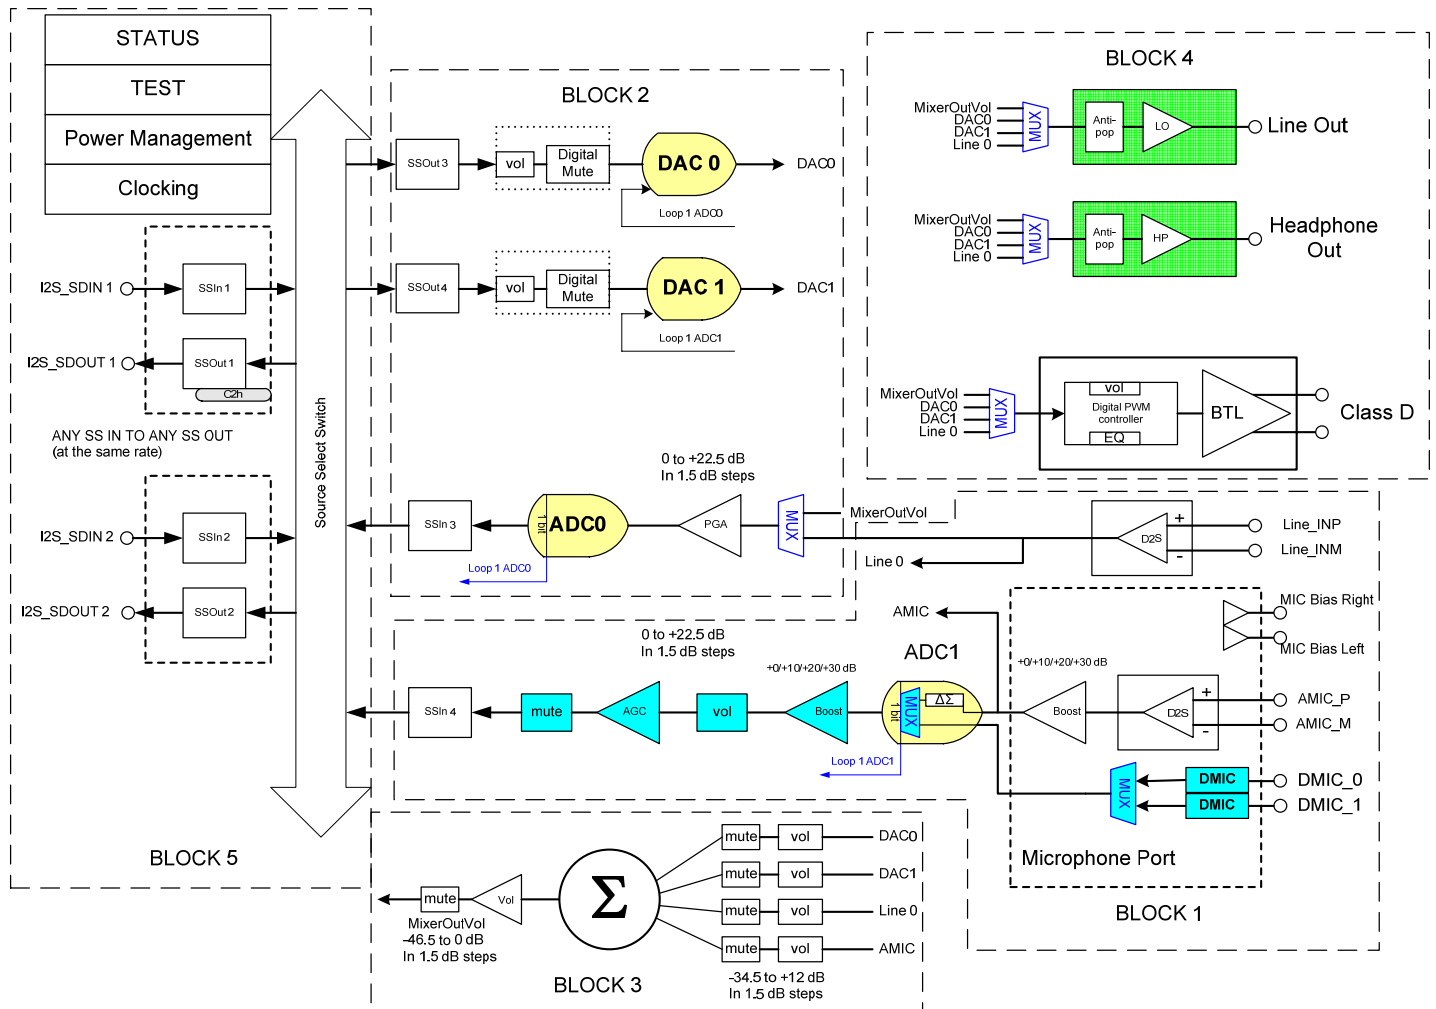 STATUS
TEST
Power Management
Clocking
I2S_SDIN 1
SSIn 1
I2S_SDOUT 1
SSOut 1
C2h
ANY SS IN TO ANY SS OUT
(at the same rate)
I2S_SDIN 2
SSIn 2
I2S_SDOUT 2
SSOut 2
Source Select Switch
BLOCK 5
BLOCK 2
SSOut 3
vol
Digital
Mute
DAC 0
DAC0
Loop 1 ADC0
SSOut 4
vol
Digital
Mute
DAC 1
DAC1
Loop 1 ADC1
0 to +22.5 dB
In 1.5 dB steps
SSIn 3
1 bit
ADC0
PGA
MUX
MixerOutVol
Loop 1 ADC0
Line 0
BLOCK 4
MixerOutVol
DAC0
DAC1
Line 0
MUX
Anti-
pop
LO
Line Out
MixerOutVol
DAC0
DAC1
Line 0
MUX
Anti-
pop
HP
Headphone
Out
MixerOutVol
DAC0
DAC1
Line 0
MUX
vol
Digital PWM
controller
EQ
BTL
Class D
D2S
+
-
Line_INP
Line_INM
AMIC
MIC Bias Right
MIC Bias Left
0 to +22.5 dB
In 1.5 dB steps
+0/+10/+20/+30 dB
ADC1
+0/+10/+20/+30 dB
SSIn 4
mute
AGC
vol
Boost
1 bit
MUX
ΔΣ
Boost
D2S
+
-
AMIC_P
AMIC_M
Loop 1 ADC1
MUX
DMIC
DMIC_0
DMIC
DMIC_1
Microphone Port
BLOCK 1
mute
vol
DAC0
mute
vol
DAC1
mute
vol
Line 0
mute
vol
AMIC
Σ
Vol
mute
MixerOutVol
-46.5 to 0 dB
In 1.5 dB steps
-34.5 to +12 dB
In 1.5 dB steps
BLOCK 3